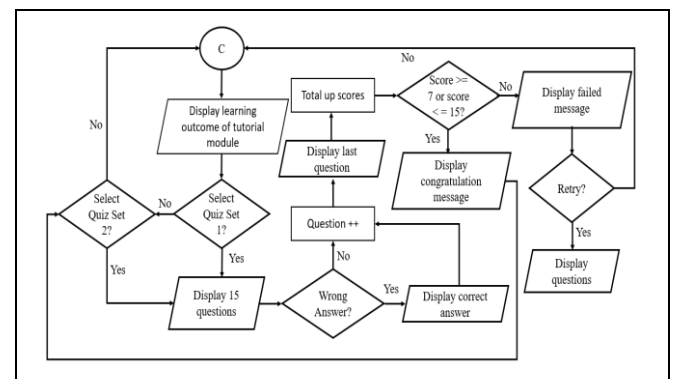 C
No
Display learning
outcome of tutorial
module
No
Select
Quiz Set
2?
No
Select
Quiz Set
1?
Yes
Yes
Display 15
questions
Wrong
Answer?
Yes
Display correct
answer
No
Question ++
Display last
question
Total up scores
Score >=
7 or score
< = 15?
No
Yes
Display
congratulation
message
Display failed
message
Retry?
Yes
Display
questions